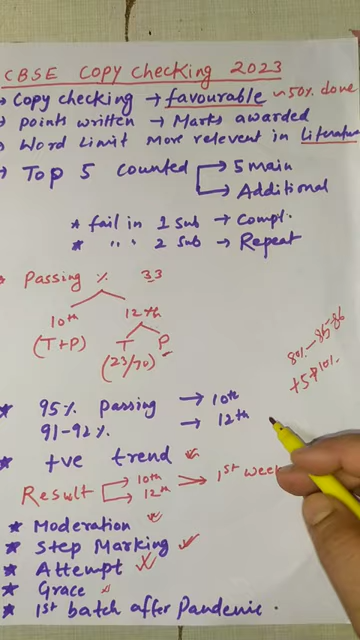 CBSE Copy Checking 2023
→ Copy checking → favourable ~50% done
→ Points written → Marks awarded
→ Word Limit More relevent in Literature
→ Top 5 counted → 5 main
→ Additional
* fail in 1 sub → Compt.
* " " 2 sub → Repeat
* Passing % 33
10th 12th
(T+P) T P
(23/70)
80% - 85-86
+5% 10%
* 95% passing → 10th
91-92% → 12th
* +ve trend ✓
Result → 10th → 1st week
→ 12th
* Moderation ✓
* Step Marking ✓
* Attempt ✓
* Grace ✓
* 1st batch after Pandemic.